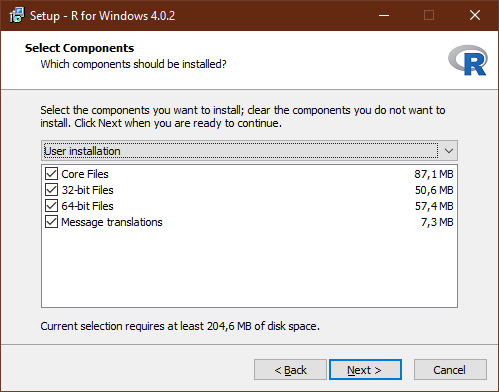 Setup - R for Windows 4.0.2
Select Components
Which components should be installed?
R
Select the components you want to install; clear the components you do not want to
install. Click Next when you are ready to continue.
User installation
Core Files 87,1 MB
32-bit Files 50,6 MB
64-bit Files 57,4 MB
Message translations 7,3 MB
Current selection requires at least 204,6 MB of disk space.
< Back Next > Cancel